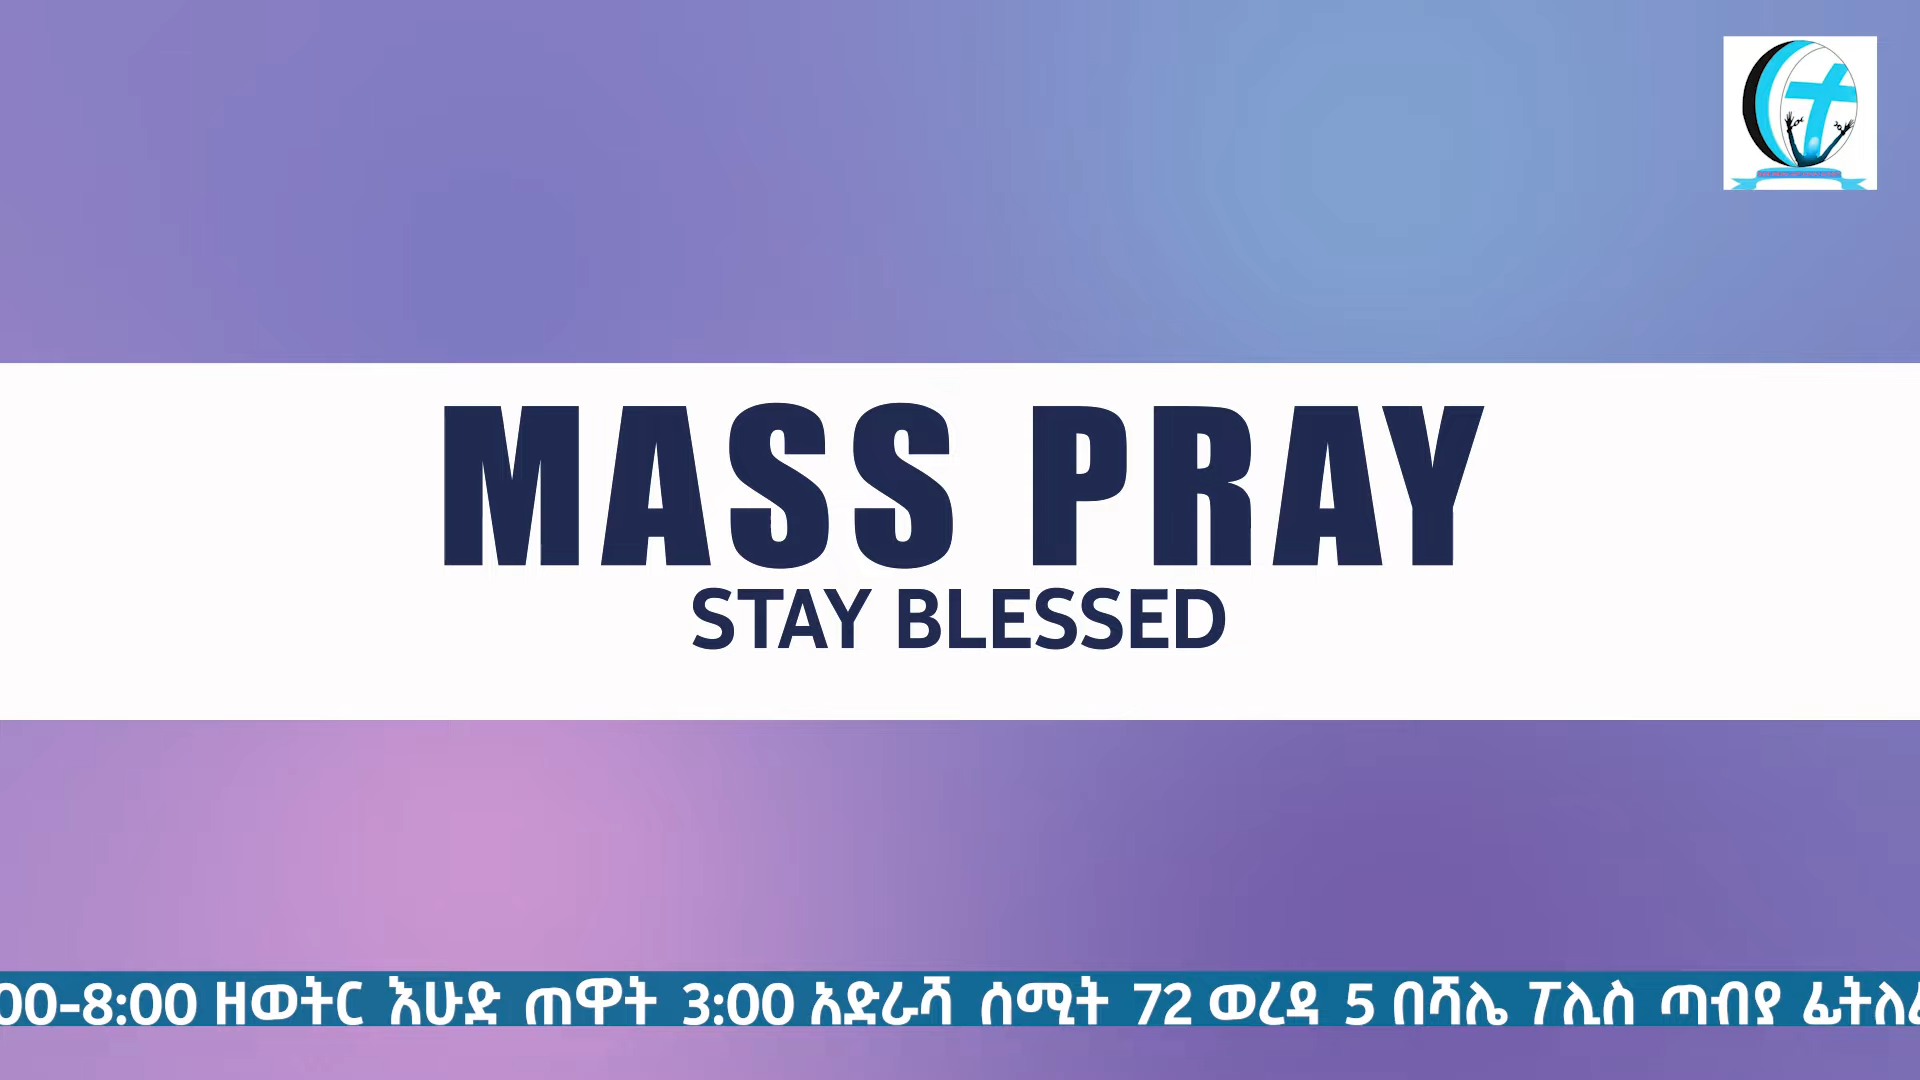 MASS PRAY
STAY BLESSED
00-8:00 ዘወትር እሁድ ጠዋት 3:00 አድራሻ ሰሚት 72 ወረዳ 5 በሻሌ ፖሊስ ጣብያ